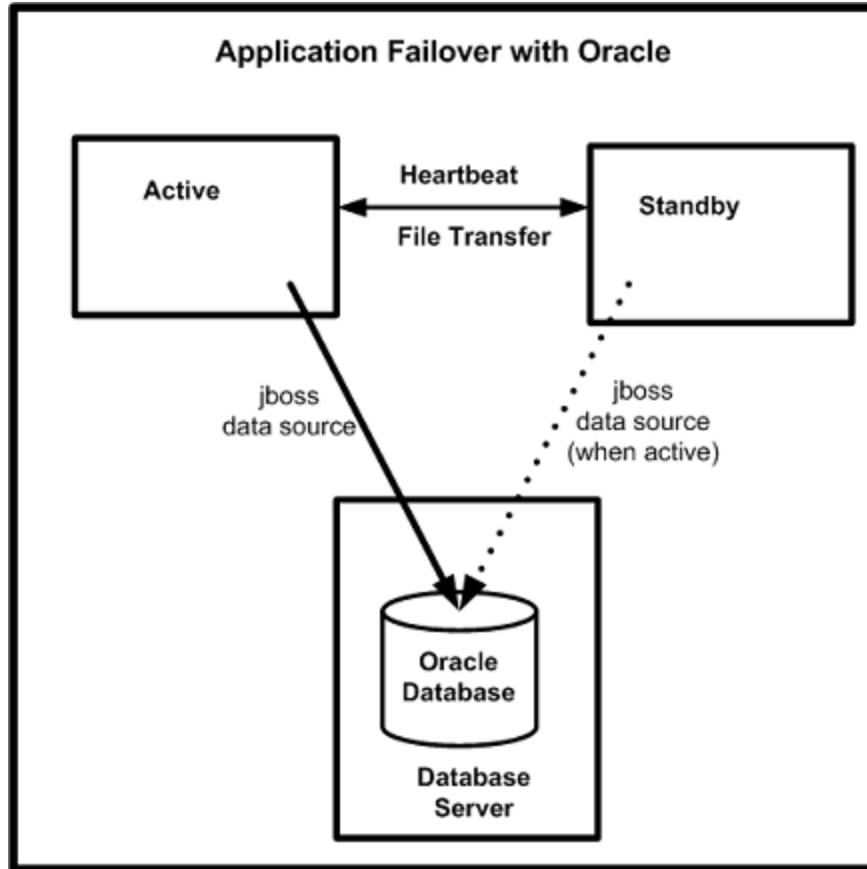 Application Failover with Oracle
Active
Heartbeat
File Transfer
Standby
jboss
data source
jboss
data source
(when active)
Oracle
Database
Database
Server